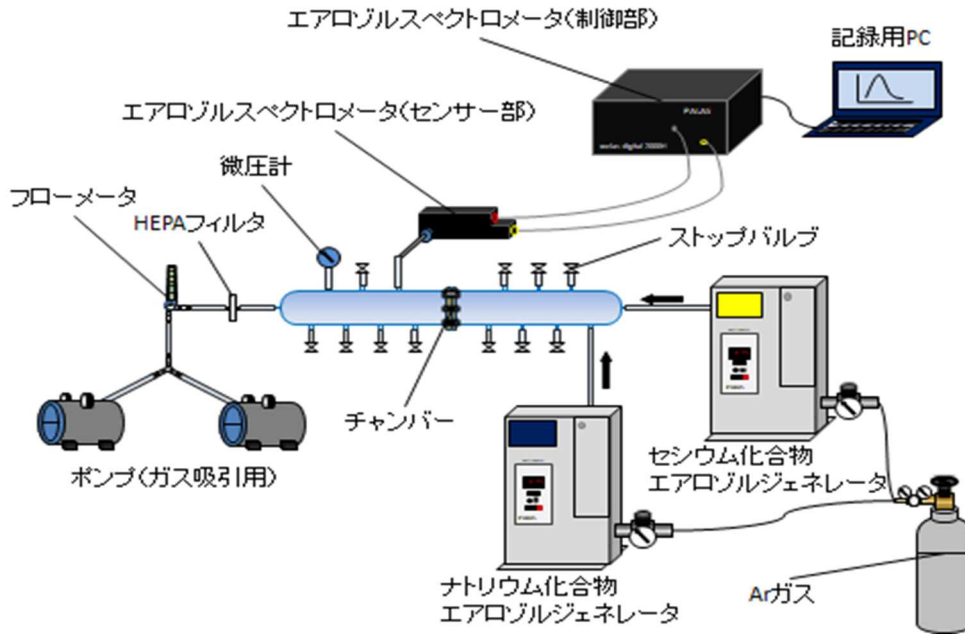 エアロゾルスペクトロメータ(制御部)
記録用PC
エアロゾルスペクトロメータ(センサー部)
PALAS
微圧計
フローメータ
HEPAフィルタ
ストップバルブ
チャンバー
ポンプ(ガス吸引用)
セシウム化合物
エアロゾルジェネレータ
ナトリウム化合物
エアロゾルジェネレータ
Arガス